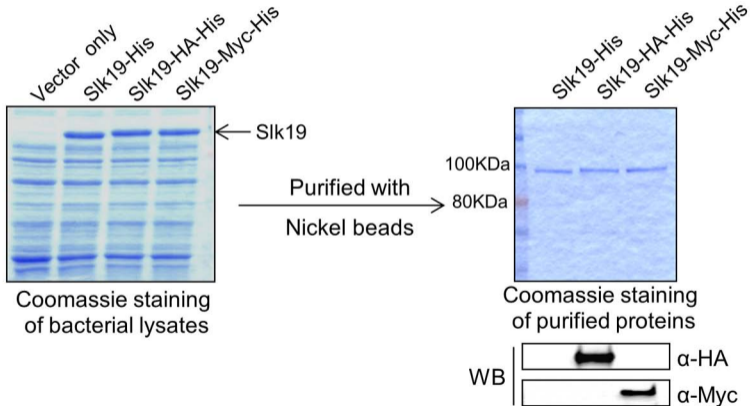 Vector only
Slk19-His
Slk19-HA-His
Slk19-Myc-His
Slk19
Coomassie staining
of bacterial lysates
Purified with
Nickel beads
Slk19-His
Slk19-HA-His
Slk19-Myc-His
100KDa
80KDa
Coomassie staining
of purified proteins
WB
α-HA
α-Myc